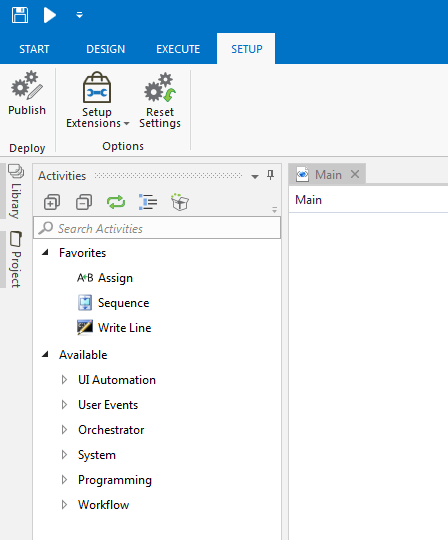 START DESIGN EXECUTE SETUP
Publish
Setup Extensions
Reset Settings
Deploy
Options
Library
Project
Activities
Search Activities
Favorites
A+B Assign
Sequence
Write Line
Available
UI Automation
User Events
Orchestrator
System
Programming
Workflow
Main
Main